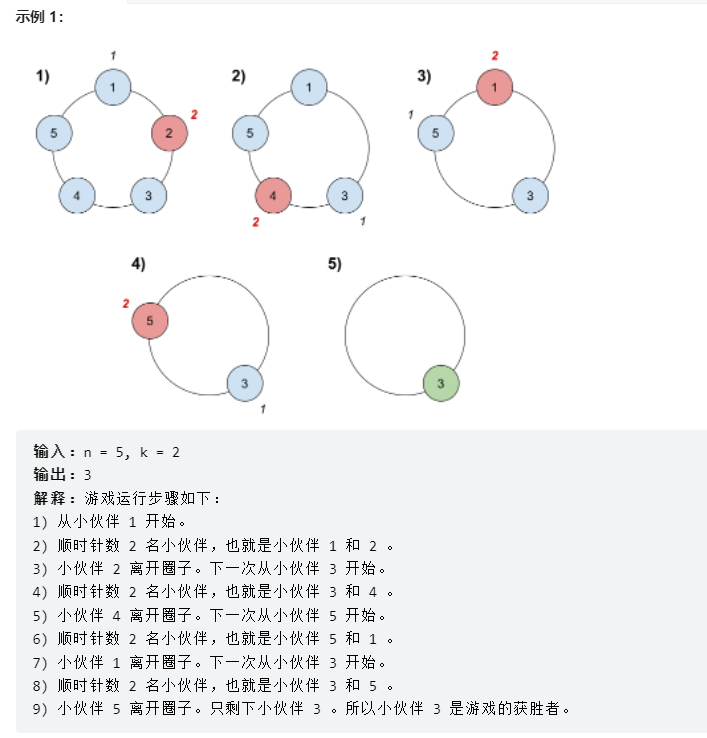 示例 1：
1
1) 1 2 2 3 4 5
2) 1 3 1 4 2 5
3) 2 1 3 5 1
4) 2 5 3 1
5) 3
输入：n = 5, k = 2
输出：3
解释：游戏运行步骤如下：
1) 从小伙伴 1 开始。
2) 顺时针数 2 名小伙伴，也就是小伙伴 1 和 2 。
3) 小伙伴 2 离开圈子。下一次从小伙伴 3 开始。
4) 顺时针数 2 名小伙伴，也就是小伙伴 3 和 4 。
5) 小伙伴 4 离开圈子。下一次从小伙伴 5 开始。
6) 顺时针数 2 名小伙伴，也就是小伙伴 5 和 1 。
7) 小伙伴 1 离开圈子。下一次从小伙伴 3 开始。
8) 顺时针数 2 名小伙伴，也就是小伙伴 3 和 5 。
9) 小伙伴 5 离开圈子。只剩下小伙伴 3 。所以小伙伴 3 是游戏的获胜者。